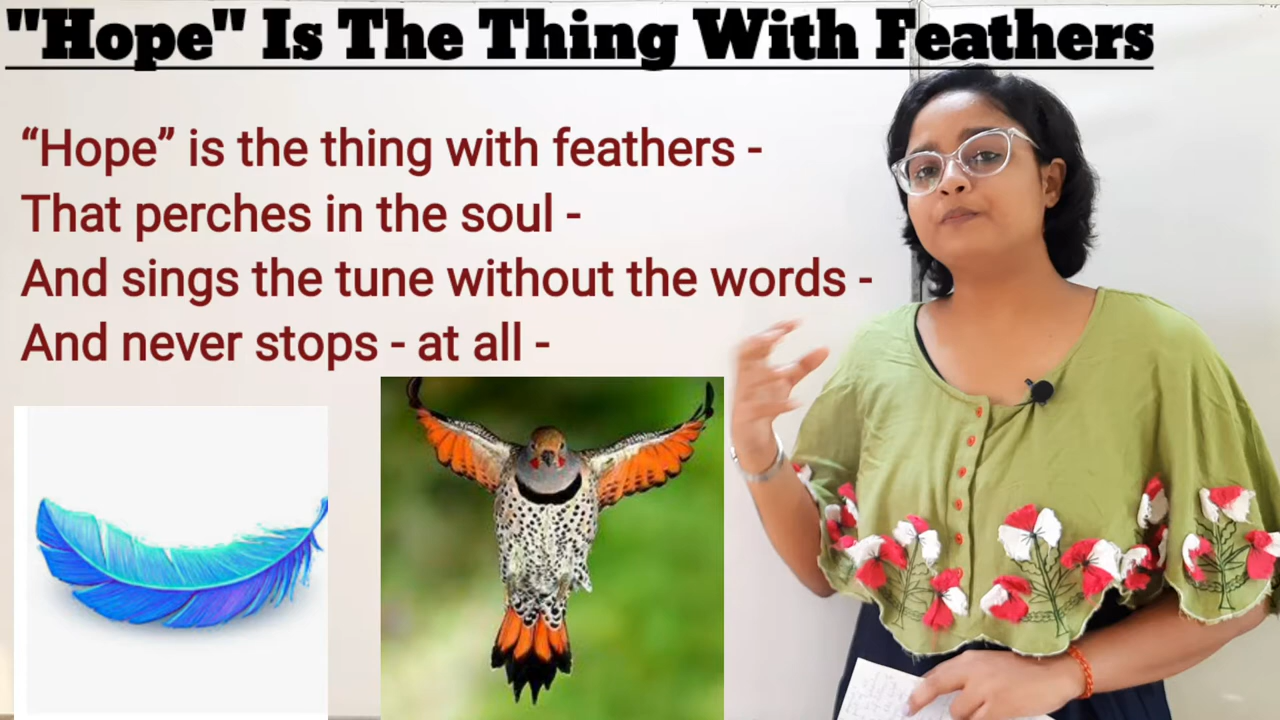 "Hope" Is The Thing With Feathers
“Hope” is the thing with feathers -
That perches in the soul -
And sings the tune without the words -
And never stops - at all -